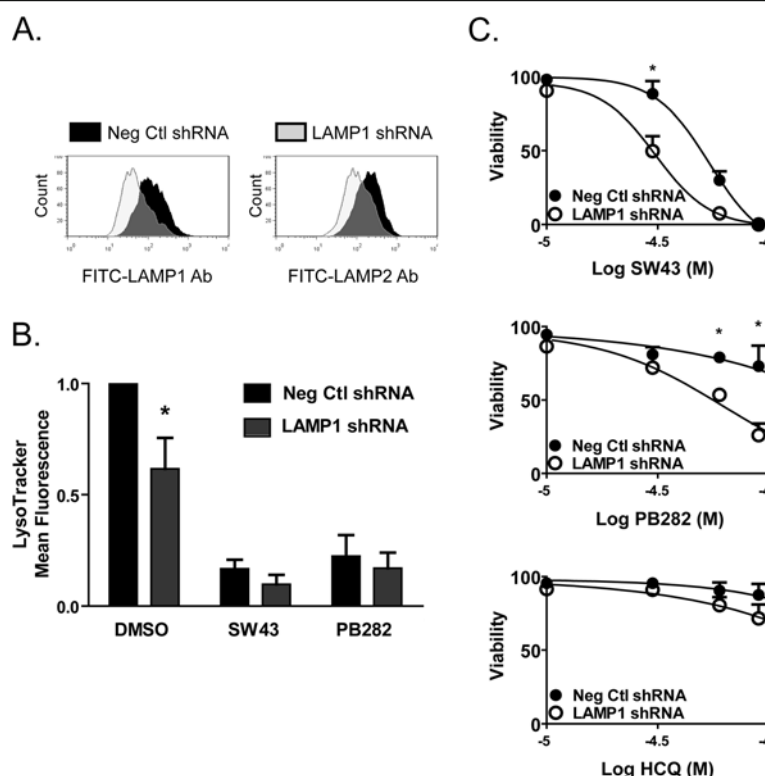 A.
Neg Ctl shRNA
LAMP1 shRNA
Count
Count
FITC-LAMP1 Ab
FITC-LAMP2 Ab
B.
LysoTracker
Mean Fluorescence
1.0
0.5
0.0
*
Neg Ctl shRNA
LAMP1 shRNA
DMSO SW43 PB282
C.
Viability
100
50
0
*
Neg Ctl shRNA
LAMP1 shRNA
-5 -4.5
Log SW43 (M)
Viability
100
50
0
* *
Neg Ctl shRNA
LAMP1 shRNA
-5 -4.5
Log PB282 (M)
Viability
100
50
0
Neg Ctl shRNA
LAMP1 shRNA
-5 -4.5
Log HCQ (M)